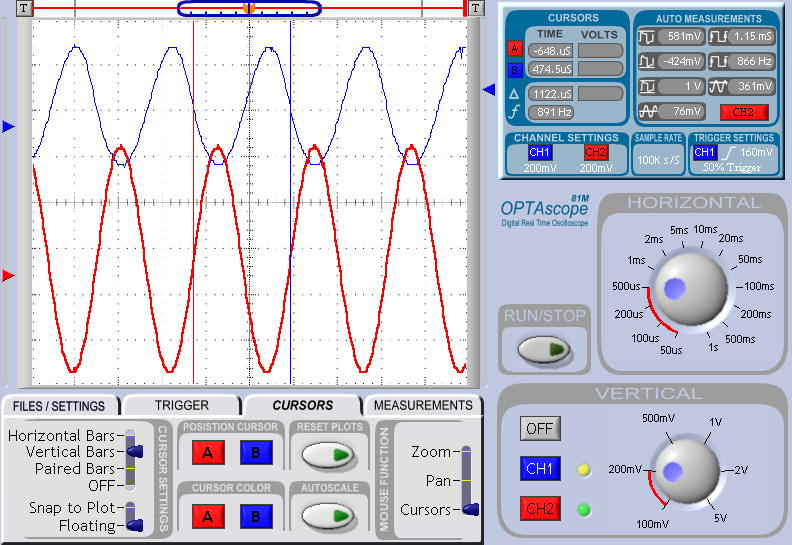 T
T
CURSORS
TIME VOLTS
A -648.uS
B 474.5uS
Δ 1122.uS
f 891 Hz
AUTO MEASUREMENTS
581mV 1.15 mS
-424mV 866 Hz
1 V 361mV
76mV CH2
CHANNEL SETTINGS
CH1 CH2
200mV 200mV
SAMPLE RATE
100K s/S
TRIGGER SETTINGS
CH1 160mV
50% Trigger
81M
OPTAscope
Digital Real Time Oscilloscope
HORIZONTAL
5ms 10ms
2ms 20ms
1ms 50ms
500us 100ms
200us 200ms
100us 500ms
50us 1s
RUN/STOP
FILES / SETTINGS TRIGGER CURSORS MEASUREMENTS
Horizontal Bars
Vertical Bars
Paired Bars
OFF
Snap to Plot
Floating
CURSOR SETTINGS
POSITION CURSOR
A B
RESET PLOTS
CURSOR COLOR
A B
AUTOSCALE
MOUSE FUNCTION
Zoom
Pan
Cursors
VERTICAL
OFF
CH1
CH2
500mV 1V
200mV 2V
100mV 5V